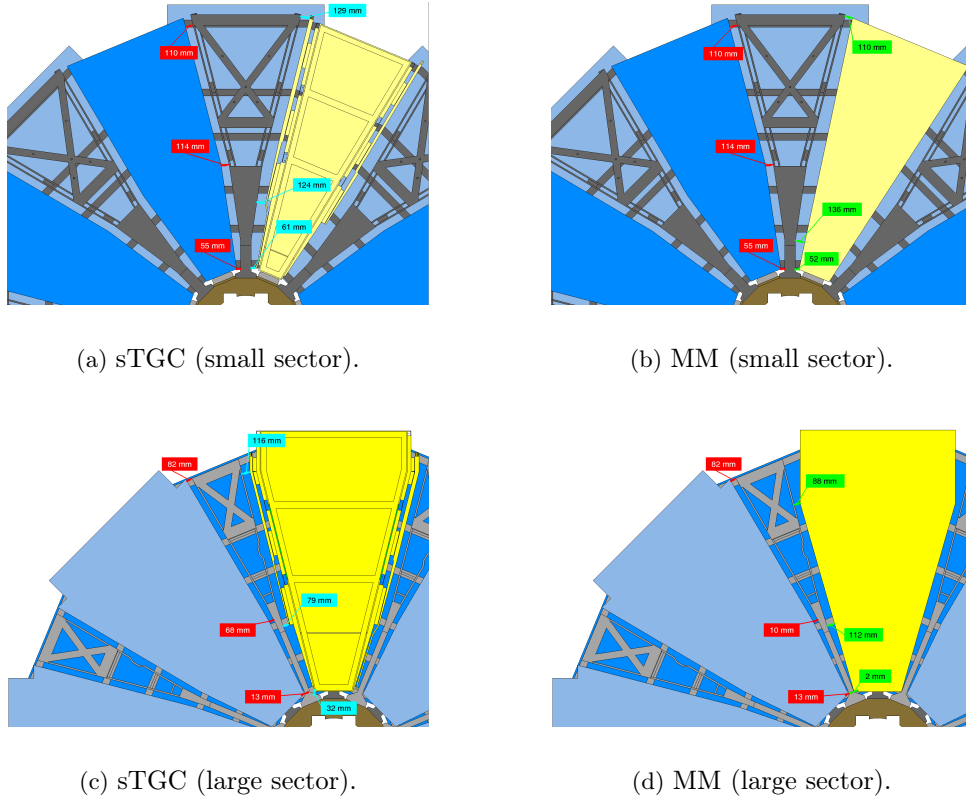 129 mm
110 mm
114 mm
124 mm
61 mm
55 mm
110 mm
110 mm
114 mm
136 mm
55 mm
52 mm
(a) sTGC (small sector).
(b) MM (small sector).
116 mm
82 mm
79 mm
68 mm
13 mm
32 mm
82 mm
88 mm
10 mm
112 mm
2 mm
13 mm
(c) sTGC (large sector).
(d) MM (large sector).